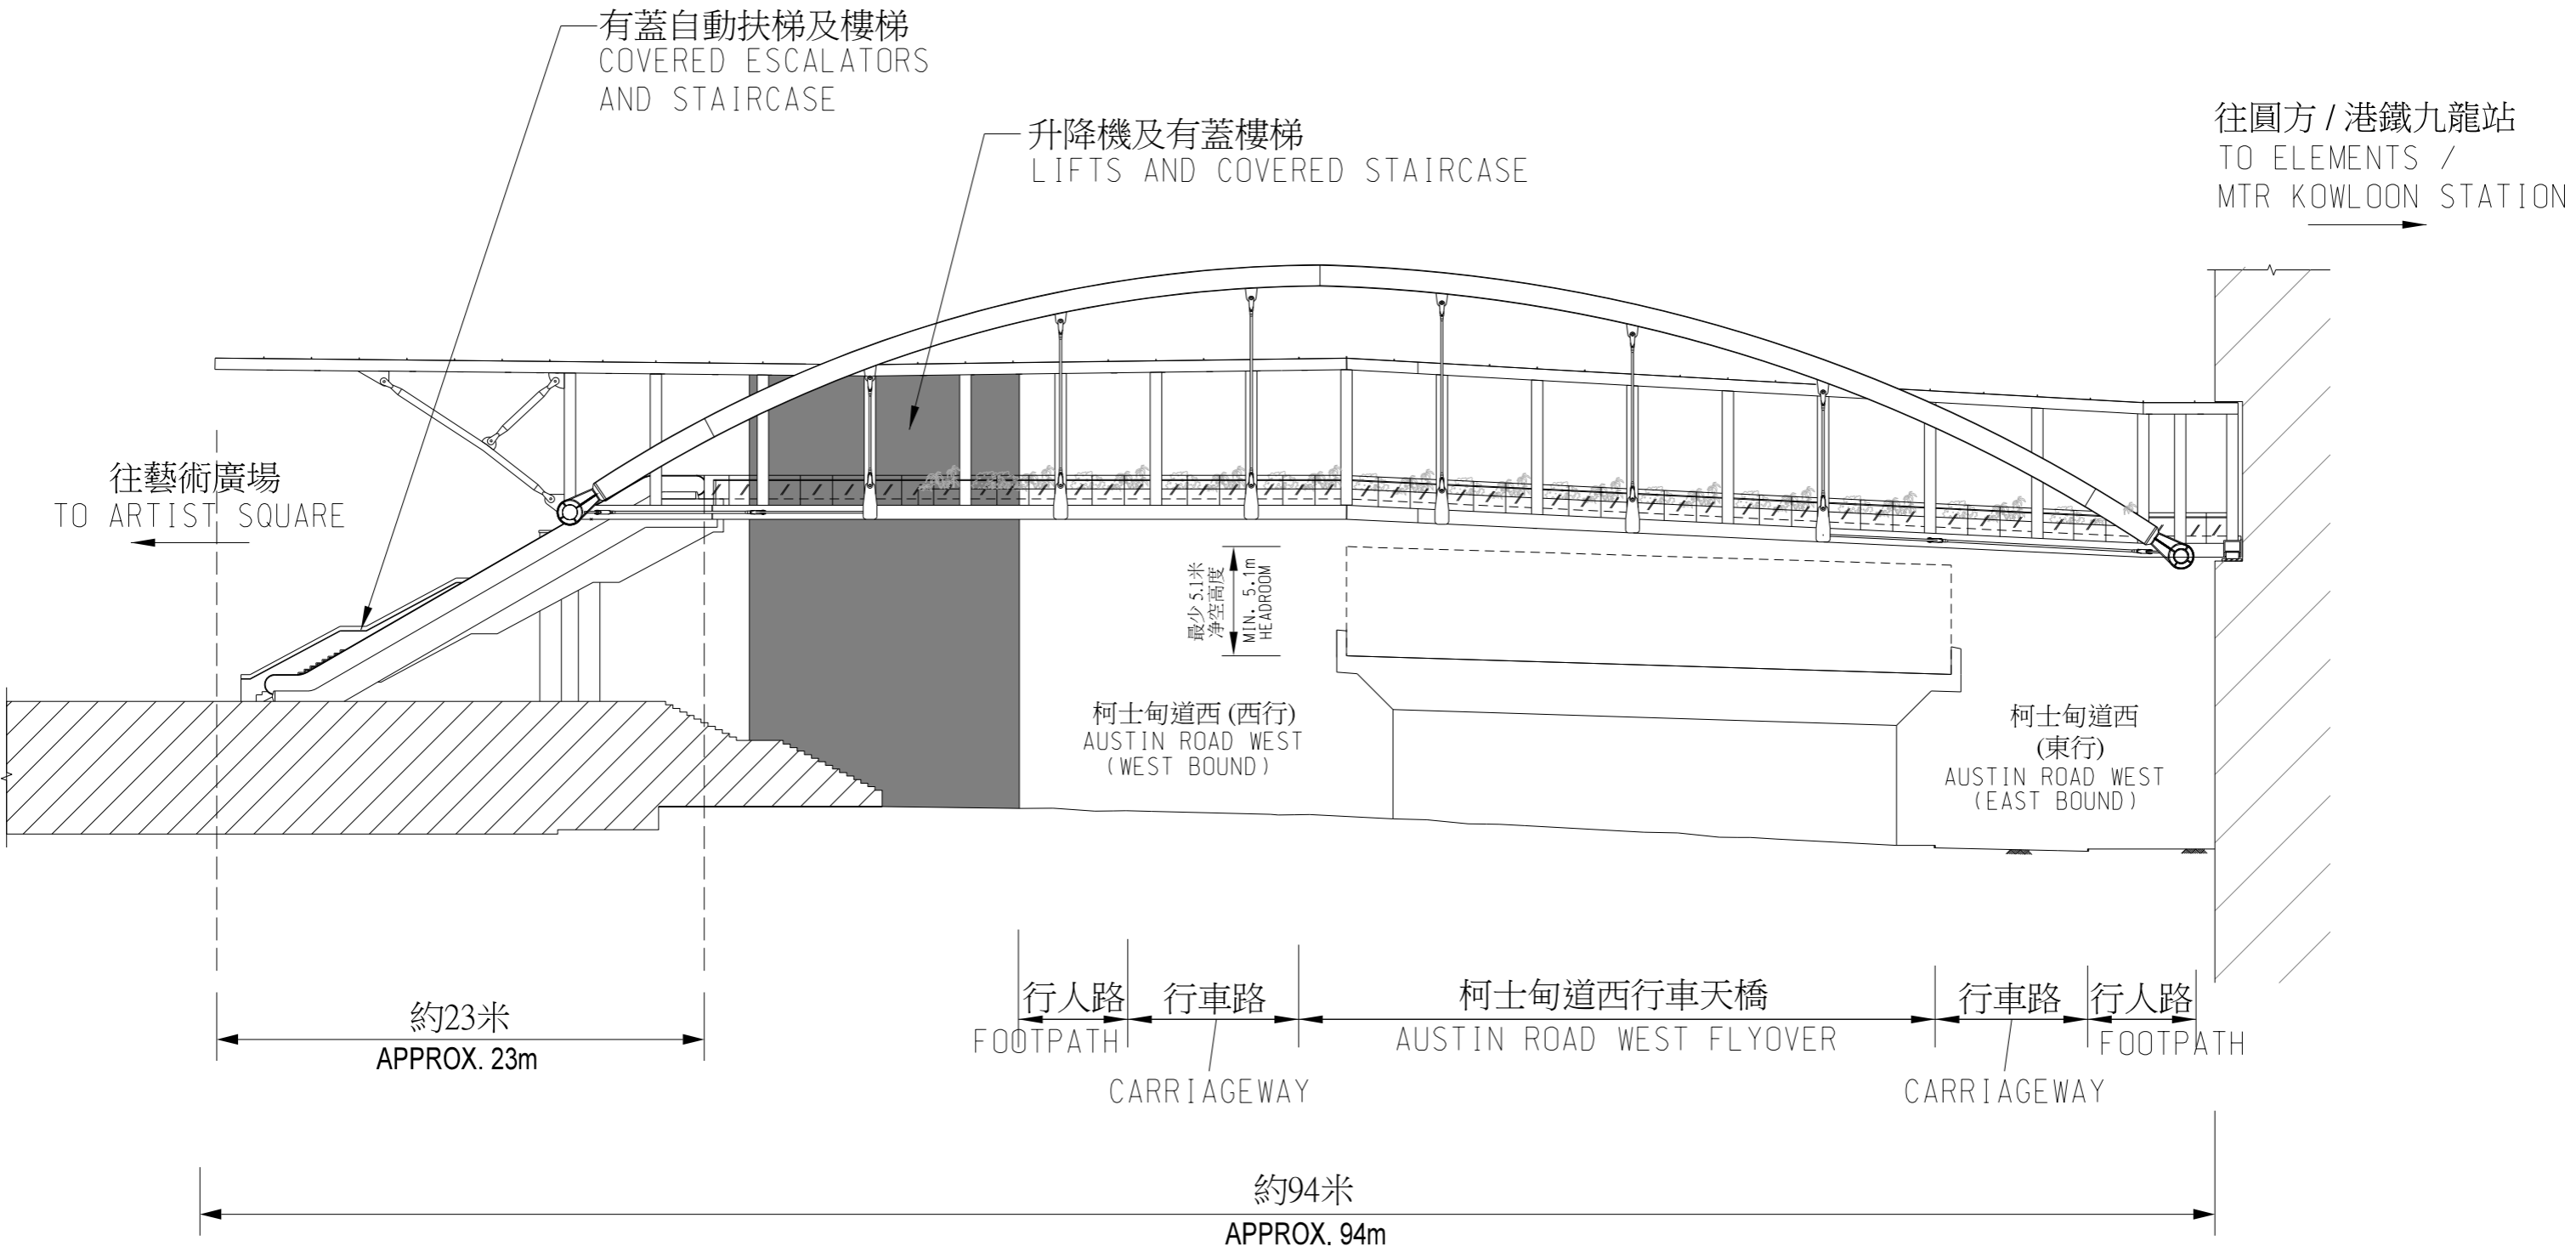 有蓋自動扶梯及樓梯
COVERED ESCALATORS
AND STAIRCASE
升降機及有蓋樓梯
LIFTS AND COVERED STAIRCASE
往圓方 / 港鐵九龍站
TO ELEMENTS /
MTR KOWLOON STATION
往藝術廣場
TO ARTIST SQUARE
最少 5.1米
淨空高度
MIN. 5.1m
HEADROOM
柯士甸道西 (西行)
AUSTIN ROAD WEST
(WEST BOUND)
柯士甸道西
(東行)
AUSTIN ROAD WEST
(EAST BOUND)
約23米
APPROX. 23m
行人路
FOOTPATH
行車路
CARRIAGEWAY
柯士甸道西行車天橋
AUSTIN ROAD WEST FLYOVER
行車路
CARRIAGEWAY
行人路
FOOTPATH
約94米
APPROX. 94m